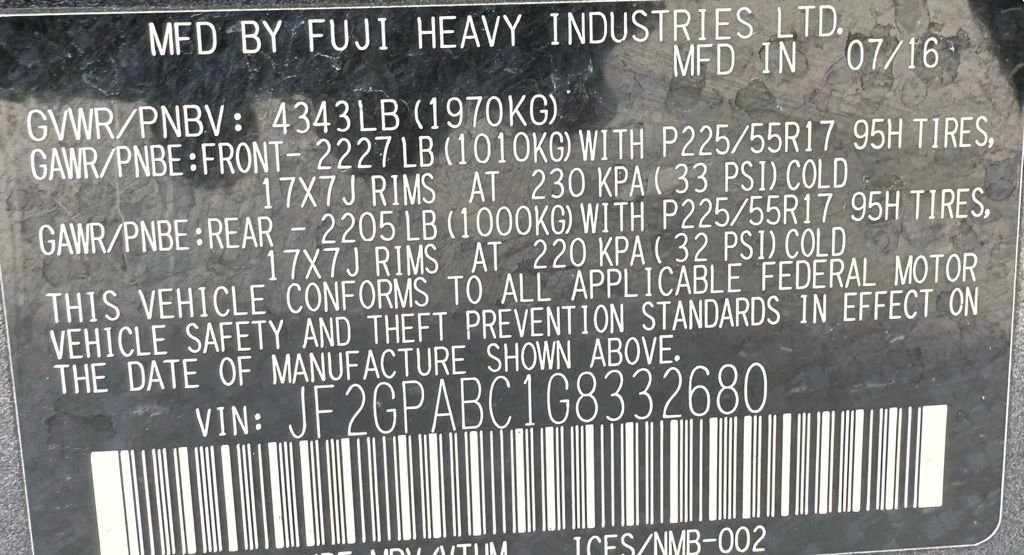 MFD BY FUJI HEAVY INDUSTRIES LTD.
MFD IN 07/16
GVWR/PNBV: 4343LB (1970KG)
GAWR/PNBE:FRONT- 2227LB(1010KG)WITH P225/55R17 95H TIRES,
17X7J RIMS AT 230 KPA( 33 PSI)COLD
GAWR/PNBE:REAR - 2205LB(1000KG)WITH P225/55R17 95H TIRES,
17X7J RIMS AT 220 KPA( 32 PSI)COLD
THIS VEHICLE CONFORMS TO ALL APPLICABLE FEDERAL MOTOR
VEHICLE SAFETY AND THEFT PREVENTION STANDARDS IN EFFECT ON
THE DATE OF MANUFACTURE SHOWN ABOVE.
VIN: JF2GPABC1G8332680
ICES/NMB-002